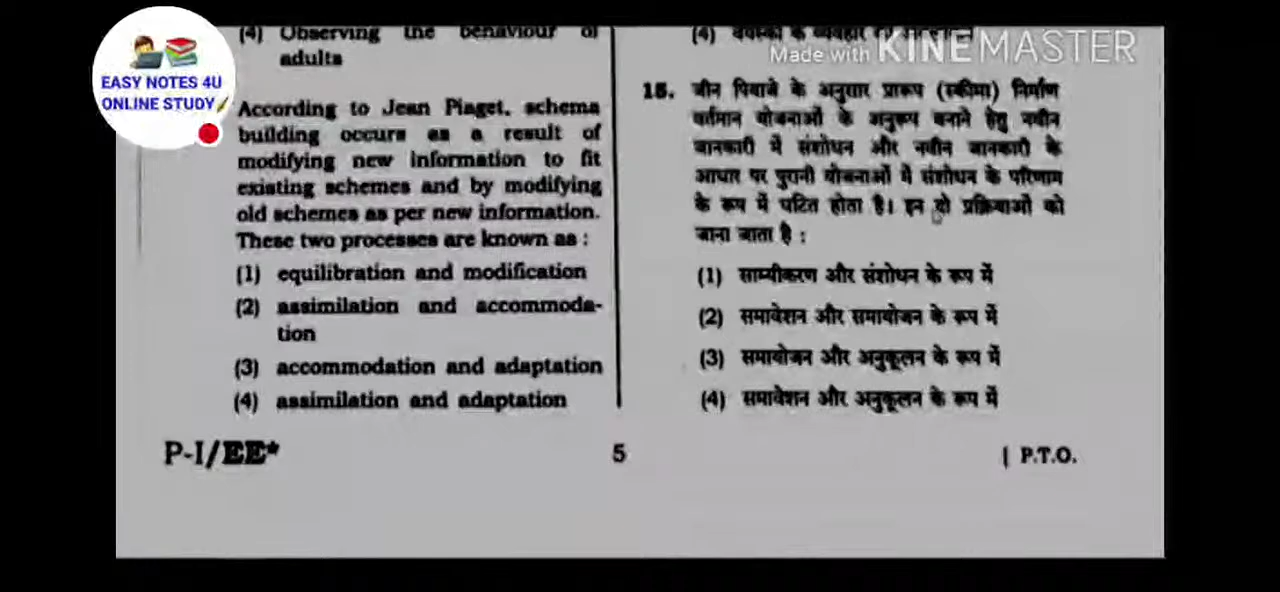 EASY NOTES 4U
ONLINE STUDY
Made with KINEMASTER
(4) Observing the behaviour of
adults
According to Jean Piaget, schema
building occurs as a result of
modifying new information to fit
existing schemes and by modifying
old schemes as per new information.
These two processes are known as :
(1) equilibration and modification
(2) assimilation and accommoda-
tion
(3) accommodation and adaptation
(4) assimilation and adaptation
(4) वयस्कों के व्यवहार
15. जीन पियाजे के अनुसार प्रारूप (स्कीमा) निर्माण
वर्तमान योजनाओं के अनुरूप बनाने हेतु नवीन
जानकारी में संशोधन और नवीन जानकारी के
आधार पर पुरानी योजनाओं में संशोधन के परिणाम
के रूप में घटित होता है। इन दो प्रक्रियाओं को
जाना जाता है :
(1) साम्यीकरण और संशोधन के रूप में
(2) समावेशन और समायोजन के रूप में
(3) समायोजन और अनुकूलन के रूप में
(4) समावेशन और अनुकूलन के रूप में
P-I/EE*
5
[ P.T.O.